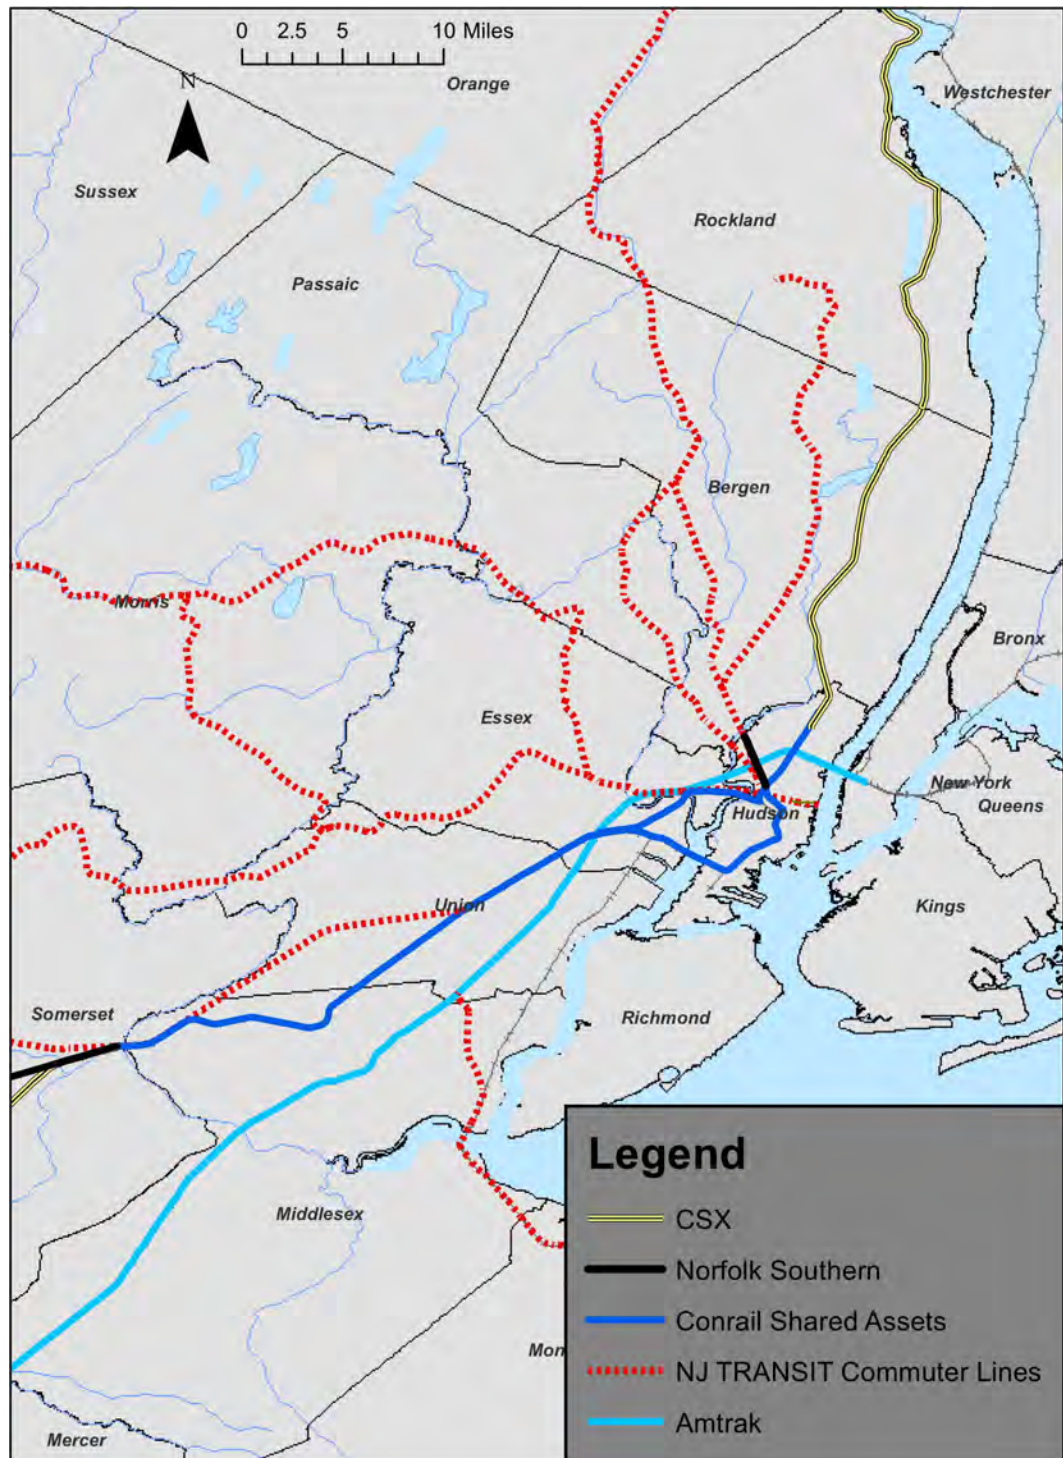 0 2.5 5 10 Miles
N
Orange
Westchester
Sussex
Rockland
Passaic
Bergen
Morris
Bronx
Essex
New York
Queens
Hudson
Union
Kings
Somerset
Richmond
Middlesex
Mon
Mercer
Legend
CSX
Norfolk Southern
Conrail Shared Assets
NJ TRANSIT Commuter Lines
Amtrak